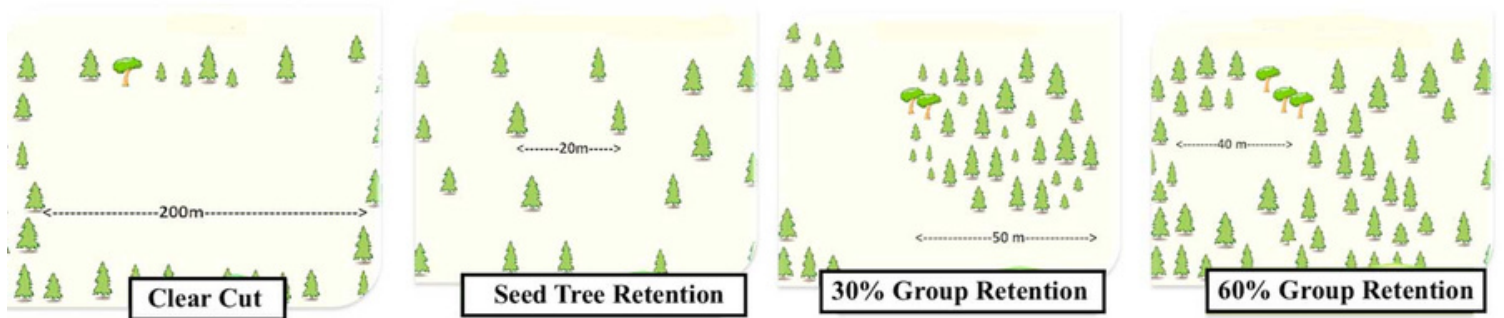 <-----------------200m----------------->
<-------20m----->
<------------50 m------------>
<-------40 m-------->
Clear Cut
Seed Tree Retention
30% Group Retention
60% Group Retention